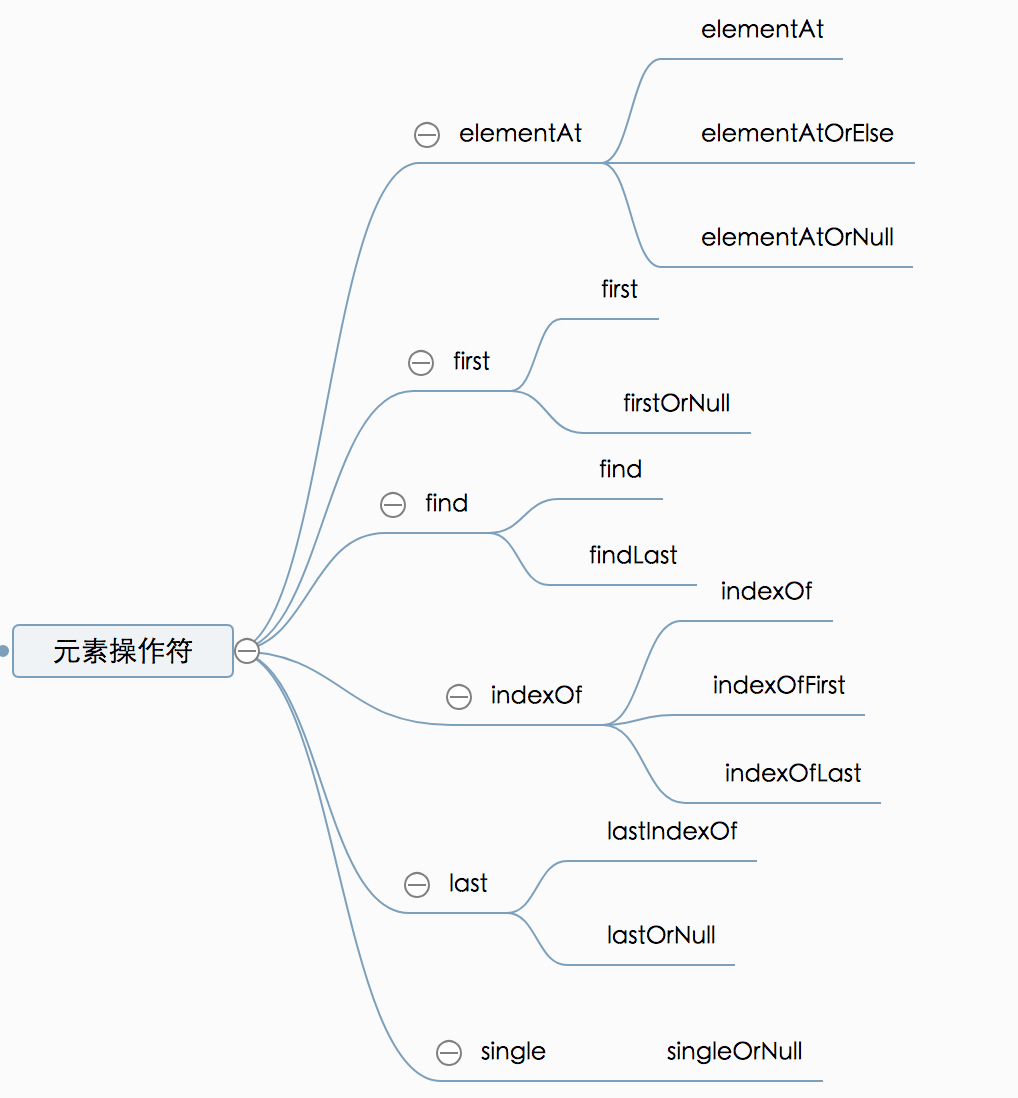 elementAt
elementAt
elementAtOrElse
elementAtOrNull
first
first
firstOrNull
find
find
findLast
indexOf
元素操作符
indexOf
indexOfFirst
indexOfLast
lastIndexOf
last
lastOrNull
single
singleOrNull